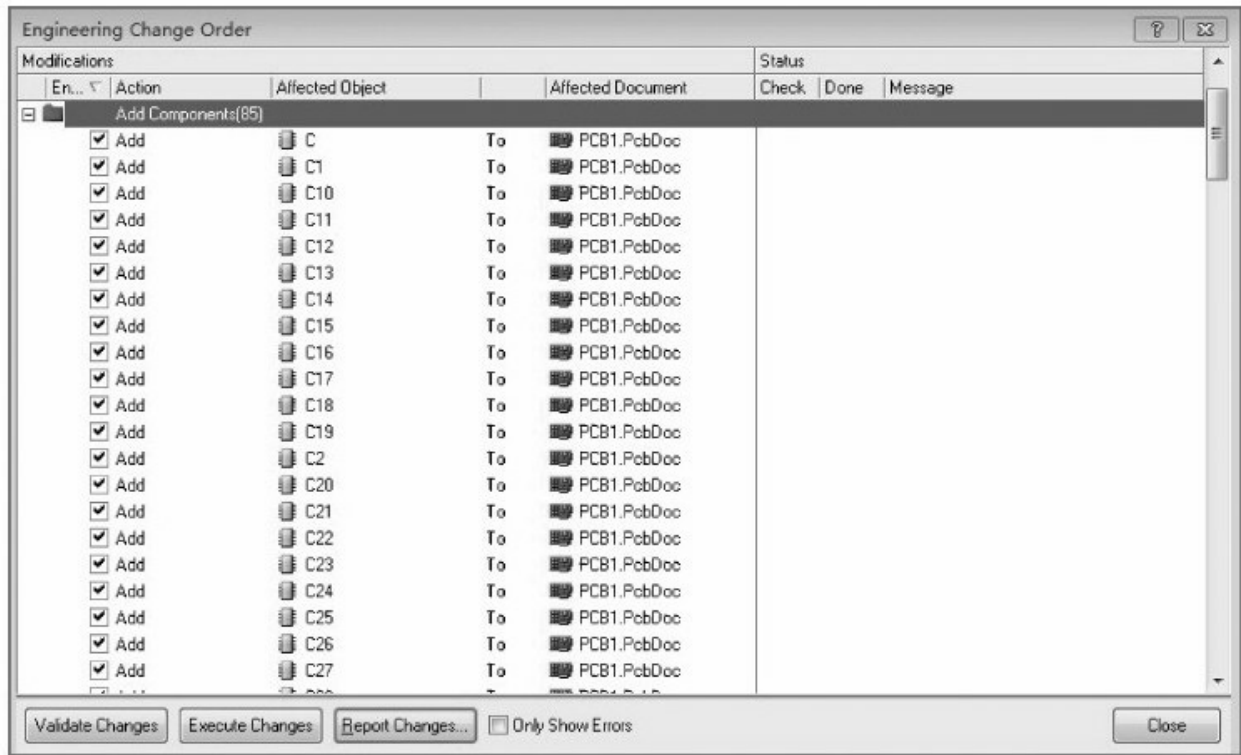 Engineering Change Order
Modifications Status
En... Action Affected Object Affected Document Check Done Message
Add Components(85)
Add C To PCB1.PcbDoc
Add C1 To PCB1.PcbDoc
Add C10 To PCB1.PcbDoc
Add C11 To PCB1.PcbDoc
Add C12 To PCB1.PcbDoc
Add C13 To PCB1.PcbDoc
Add C14 To PCB1.PcbDoc
Add C15 To PCB1.PcbDoc
Add C16 To PCB1.PcbDoc
Add C17 To PCB1.PcbDoc
Add C18 To PCB1.PcbDoc
Add C19 To PCB1.PcbDoc
Add C2 To PCB1.PcbDoc
Add C20 To PCB1.PcbDoc
Add C21 To PCB1.PcbDoc
Add C22 To PCB1.PcbDoc
Add C23 To PCB1.PcbDoc
Add C24 To PCB1.PcbDoc
Add C25 To PCB1.PcbDoc
Add C26 To PCB1.PcbDoc
Add C27 To PCB1.PcbDoc
Validate Changes Execute Changes Report Changes... Only Show Errors Close